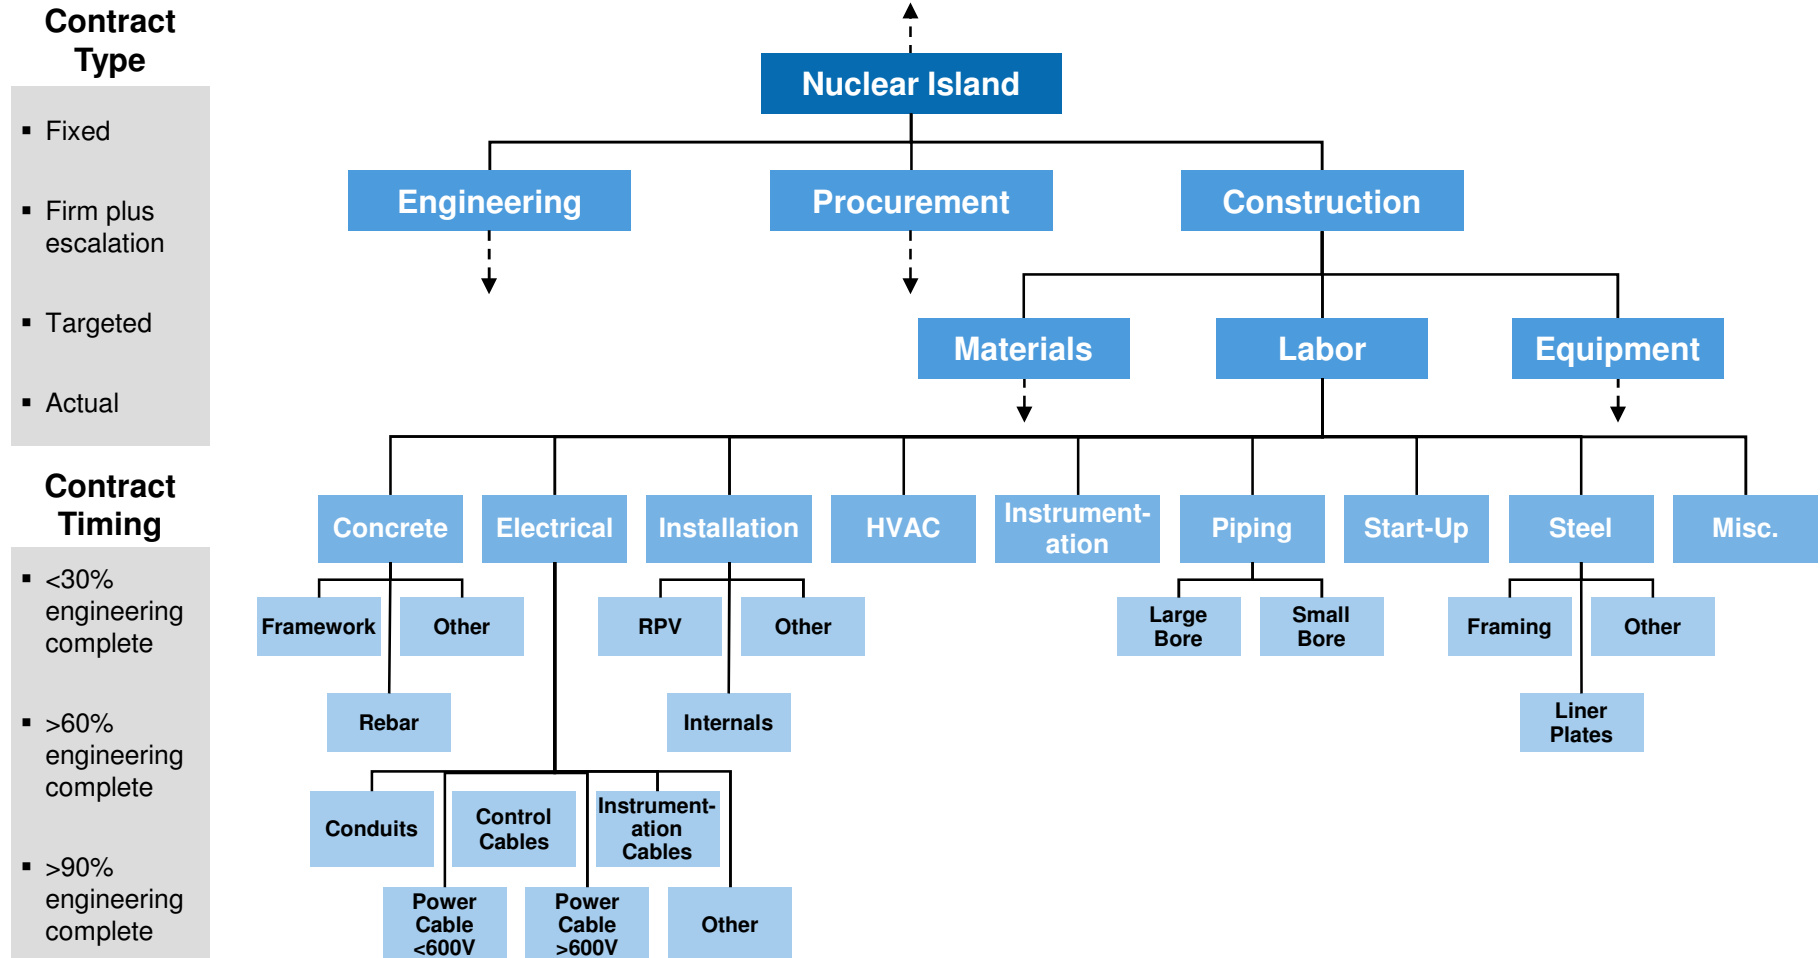 Contract
Type
▪ Fixed
▪ Firm plus
escalation
▪ Targeted
▪ Actual
Contract
Timing
▪ <30%
engineering
complete
▪ >60%
engineering
complete
▪ >90%
engineering
complete
Nuclear Island
Engineering
Procurement
Construction
Materials
Labor
Equipment
Concrete
Electrical
Installation
HVAC
Instrument-
ation
Piping
Start-Up
Steel
Misc.
Framework
Other
RPV
Other
Large
Bore
Small
Bore
Framing
Other
Rebar
Internals
Liner
Plates
Conduits
Control
Cables
Instrument-
ation
Cables
Power
Cable
<600V
Power
Cable
>600V
Other